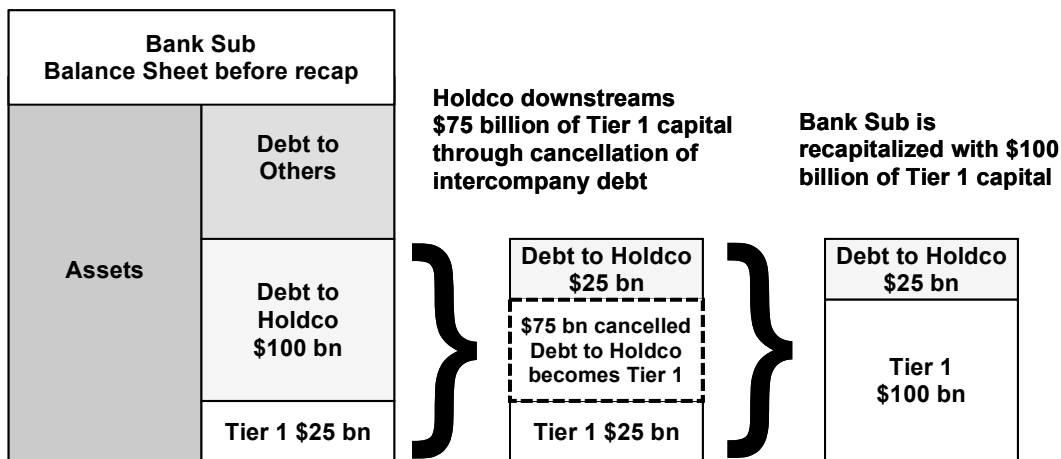 Bank Sub
Balance Sheet before recap
Assets
Debt to
Others
Debt to
Holdco
$100 bn
Tier 1 $25 bn
Holdco downstreams
$75 billion of Tier 1 capital
through cancellation of
intercompany debt
Debt to Holdco
$25 bn
$75 bn cancelled
Debt to Holdco
becomes Tier 1
Tier 1 $25 bn
Bank Sub is
recapitalized with $100
billion of Tier 1 capital
Debt to Holdco
$25 bn
Tier 1
$100 bn